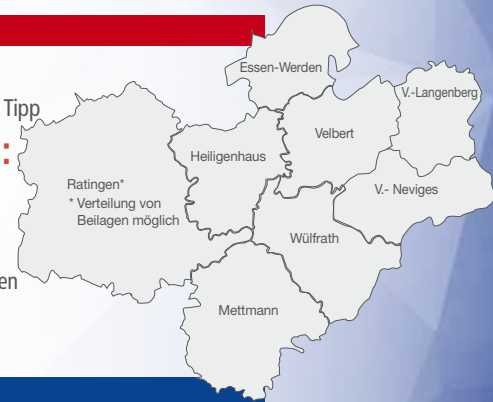 Essen-Werden
V.-Langenberg
Tipp
Velbert
:
Heiligenhaus
Ratingen*
* Verteilung von
Beilagen möglich
V.- Neviges
Wülfrath
en
Mettmann